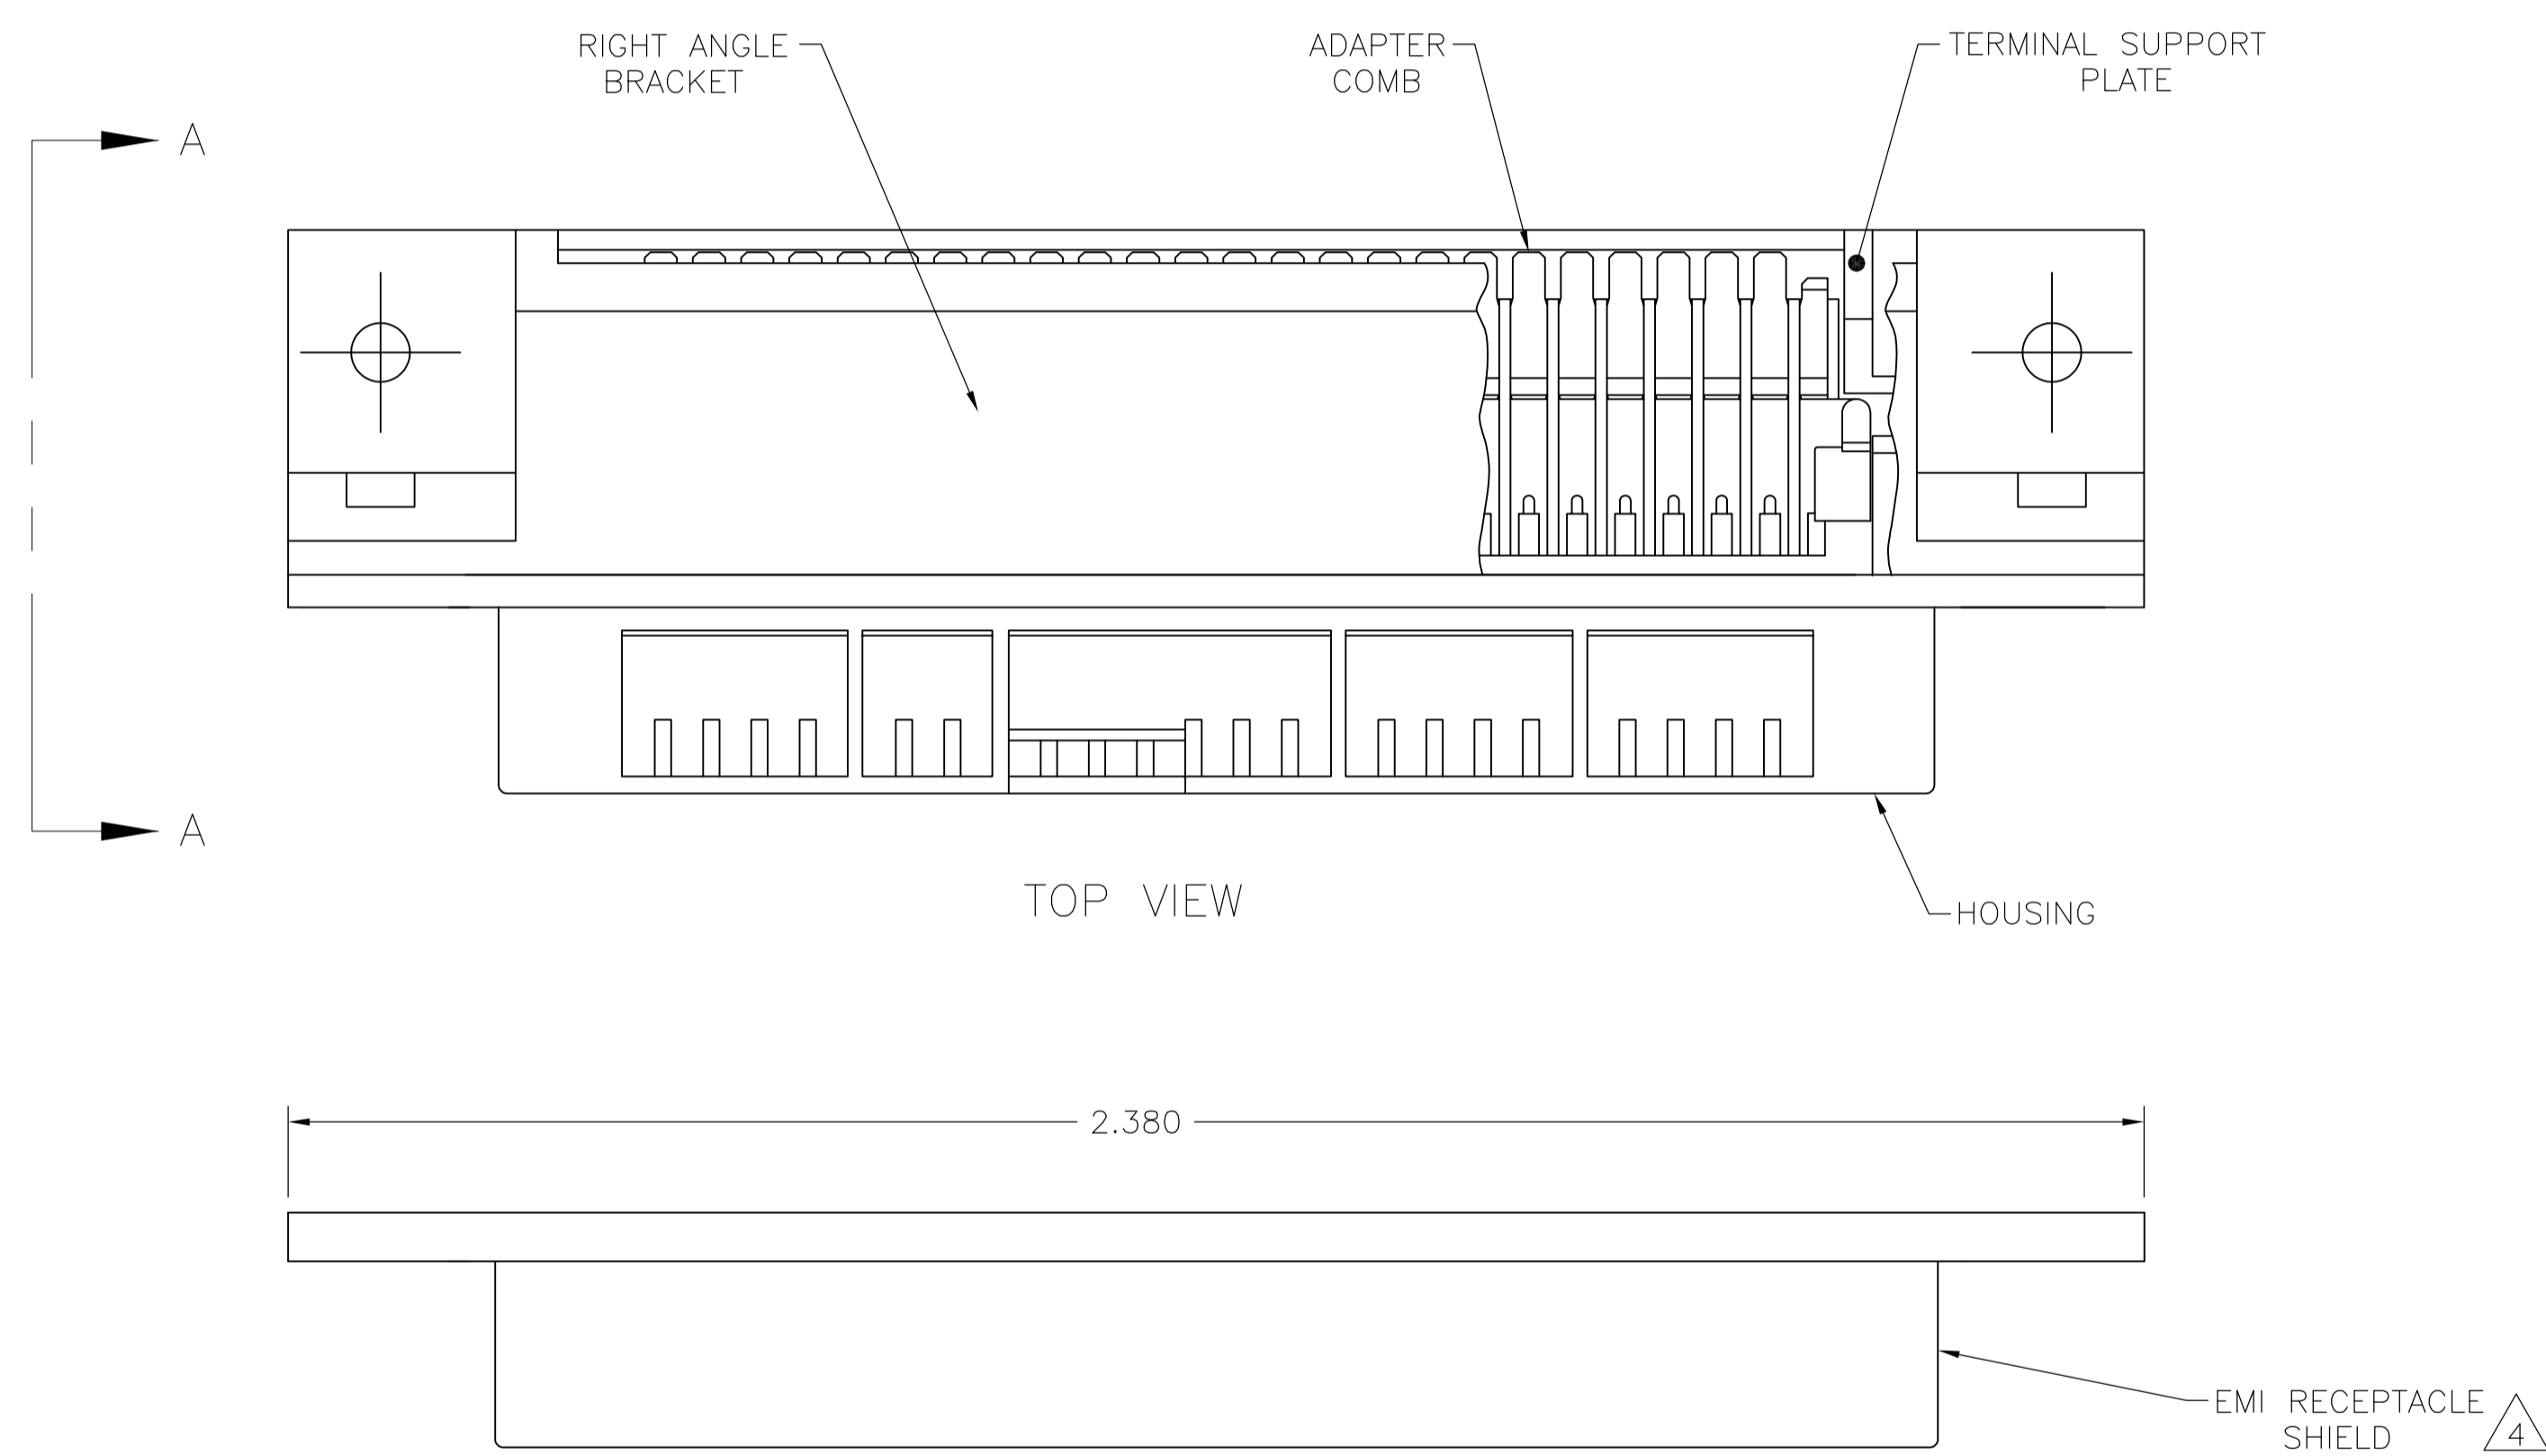 RIGHT ANGLE
BRACKET
ADAPTER
COMB
TERMINAL SUPPORT
PLATE
A
A
TOP VIEW
HOUSING
2.380
EMI RECEPTACLE
SHIELD
4